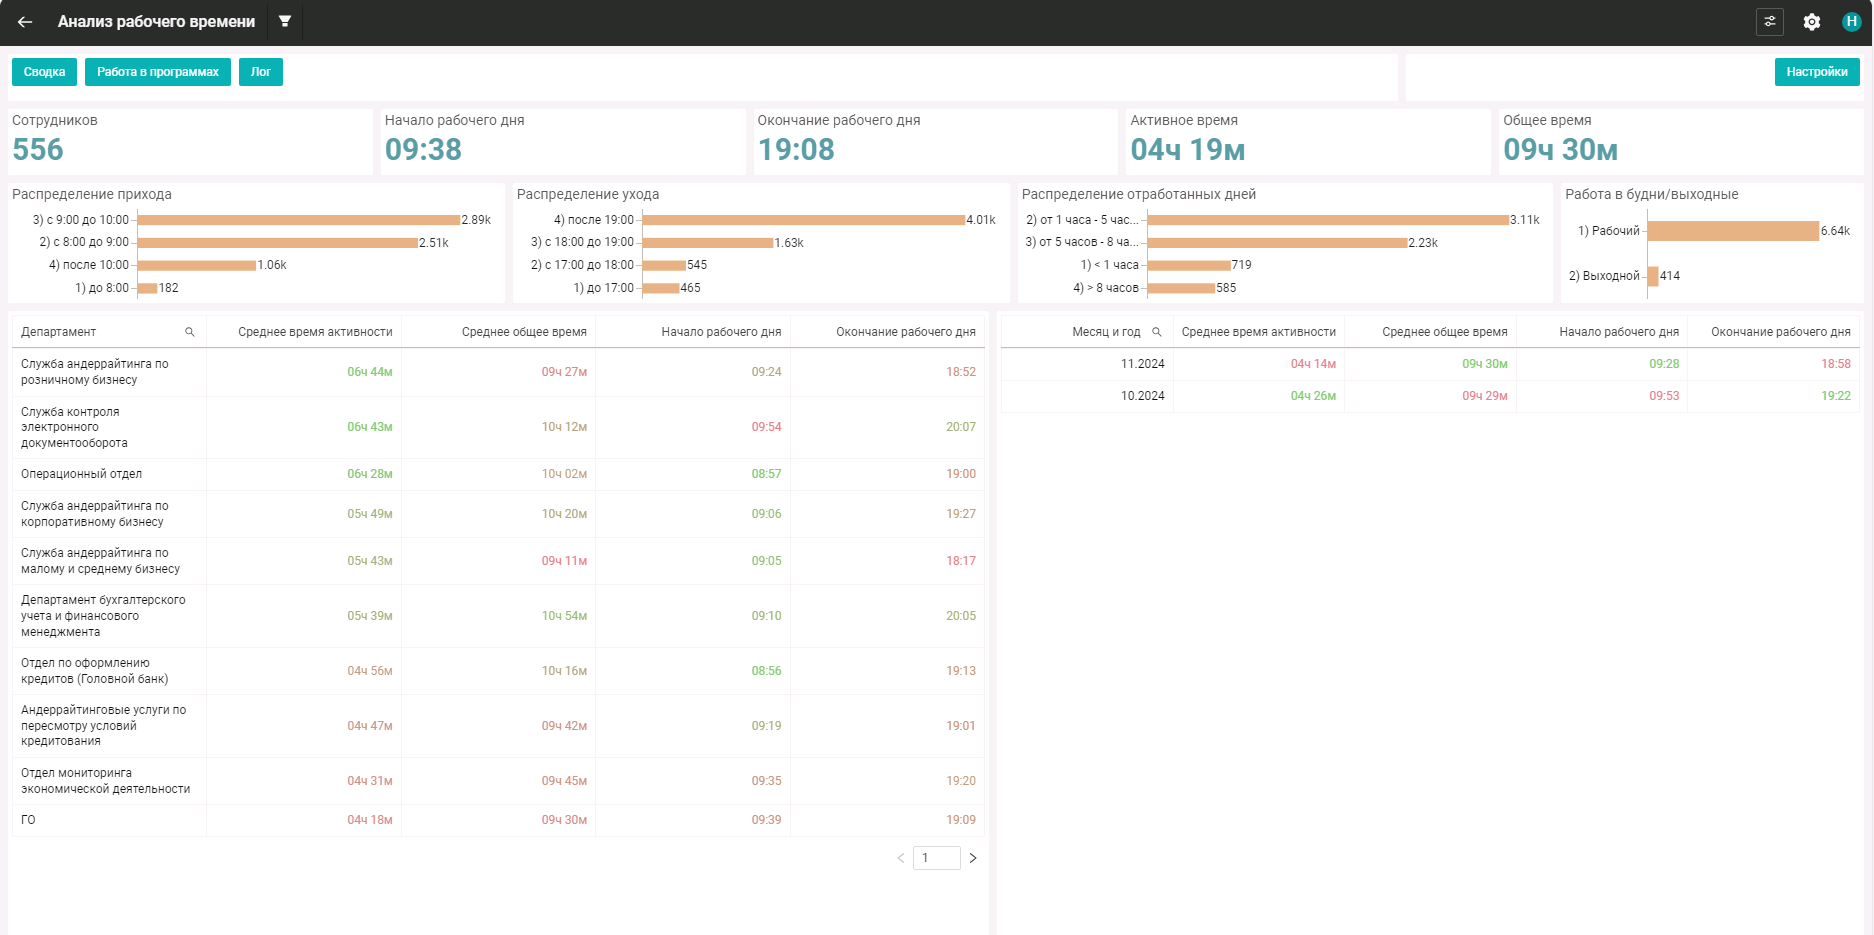 Анализ рабочего времени
H
Сводка
Работа в программах
Лог
Настройки
Сотрудников
556
Начало рабочего дня
09:38
Окончание рабочего дня
19:08
Активное время
04ч 19м
Общее время
09ч 30м
Распределение прихода
3) с 9:00 до 10:00 2.89k
2) с 8:00 до 9:00 2.51k
4) после 10:00 1.06k
1) до 8:00 182
Распределение ухода
4) после 19:00 4.01k
3) с 18:00 до 19:00 1.63k
2) с 17:00 до 18:00 545
1) до 17:00 465
Распределение отработанных дней
2) от 1 часа - 5 час... 3.11k
3) от 5 часов - 8 ча... 2.23k
1) < 1 часа 719
4) > 8 часов 585
Работа в будни/выходные
1) Рабочий 6.64k
2) Выходной 414
Департамент Среднее время активности Среднее общее время Начало рабочего дня Окончание рабочего дня
Служба андеррайтинга по
розничному бизнесу
06ч 44м 09ч 27м 09:24 18:52
Служба контроля
электронного
документооборота
06ч 43м 10ч 12м 09:54 20:07
Операционный отдел 06ч 28м 10ч 02м 08:57 19:00
Служба андеррайтинга по
корпоративному бизнесу
05ч 49м 10ч 20м 09:06 19:27
Служба андеррайтинга по
малому и среднему бизнесу
05ч 43м 09ч 11м 09:05 18:17
Департамент бухгалтерского
учета и финансового
менеджмента
05ч 39м 10ч 54м 09:10 20:05
Отдел по оформлению
кредитов (Головной банк)
04ч 56м 10ч 16м 08:56 19:13
Андеррайтинговые услуги по
пересмотру условий
кредитования
04ч 47м 09ч 42м 09:19 19:01
Отдел мониторинга
экономической деятельности
04ч 31м 09ч 45м 09:35 19:20
ГО 04ч 18м 09ч 30м 09:39 19:09
1
Месяц и год Среднее время активности Среднее общее время Начало рабочего дня Окончание рабочего дня
11.2024 04ч 14м 09ч 30м 09:28 18:58
10.2024 04ч 26м 09ч 29м 09:53 19:22